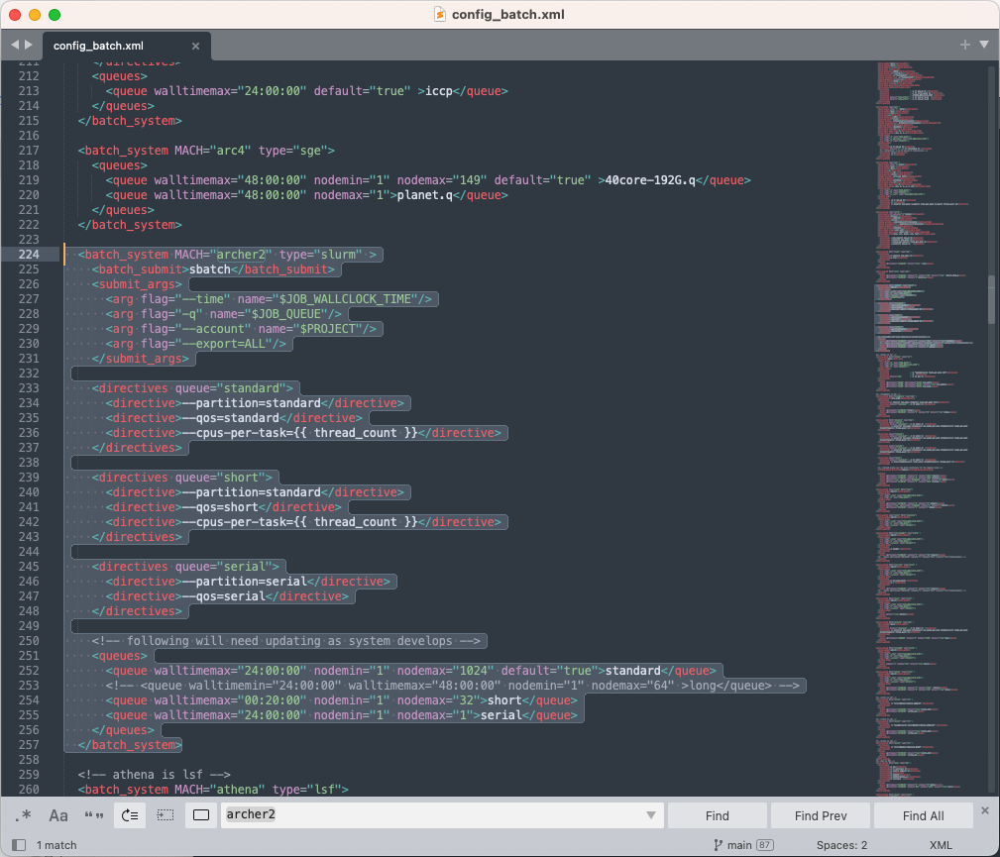 config_batch.xml
config_batch.xml ×
211 </directives>
212 <queues>
213 <queue walltimemax="24:00:00" default="true" >iccp</queue>
214 </queues>
215 </batch_system>
216
217 <batch_system MACH="arc4" type="sge">
218 <queues>
219 <queue walltimemax="48:00:00" nodemin="1" nodemax="149" default="true" >40core-192G.q</queue>
220 <queue walltimemax="48:00:00" nodemax="1">planet.q</queue>
221 </queues>
222 </batch_system>
223
224 <batch_system MACH="archer2" type="slurm" >
225 <batch_submit>sbatch</batch_submit>
226 <submit_args>
227 <arg flag="--time" name="$JOB_WALLCLOCK_TIME"/>
228 <arg flag="-q" name="$JOB_QUEUE"/>
229 <arg flag="--account" name="$PROJECT"/>
230 <arg flag="--export=ALL"/>
231 </submit_args>
232
233 <directives queue="standard">
234 <directive>--partition=standard</directive>
235 <directive>--qos=standard</directive>
236 <directive>--cpus-per-task={{ thread_count }}</directive>
237 </directives>
238
239 <directives queue="short">
240 <directive>--partition=standard</directive>
241 <directive>--qos=short</directive>
242 <directive>--cpus-per-task={{ thread_count }}</directive>
243 </directives>
244
245 <directives queue="serial">
246 <directive>--partition=serial</directive>
247 <directive>--qos=serial</directive>
248 </directives>
249
250 <!-- following will need updating as system develops -->
251 <queues>
252 <queue walltimemax="24:00:00" nodemin="1" nodemax="1024" default="true">standard</queue>
253 <!-- <queue walltimemin="24:00:00" walltimemax="48:00:00" nodemin="1" nodemax="64" >long</queue> -->
254 <queue walltimemax="00:20:00" nodemin="1" nodemax="32">short</queue>
255 <queue walltimemax="24:00:00" nodemin="1" nodemax="1">serial</queue>
256 </queues>
257 </batch_system>
258
259 <!-- athena is lsf -->
260 <batch_system MACH="athena" type="lsf">
.* Aa “” archer2 Find Find Prev Find All ×
1 match main 87 Spaces: 2 XML